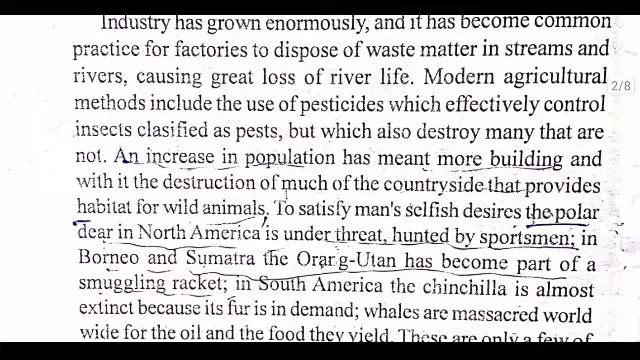 Industry has grown enormously, and it has become common
practice for factories to dispose of waste matter in streams and
rivers, causing great loss of river life. Modern agricultural
methods include the use of pesticides which effectively control
insects clasified as pests, but which also destroy many that are
not. An increase in population has meant more building and
with it the destruction of much of the countryside that provides
habitat for wild animals. To satisfy man's selfish desires the polar
dear in North America is under threat, hunted by sportsmen; in
Borneo and Sumatra the Orang-Utan has become part of a
smuggling racket; in South America the chinchilla is almost
extinct because its fur is in demand; whales are massacred world
wide for the oil and the food they yield. These are only a few of
2/8